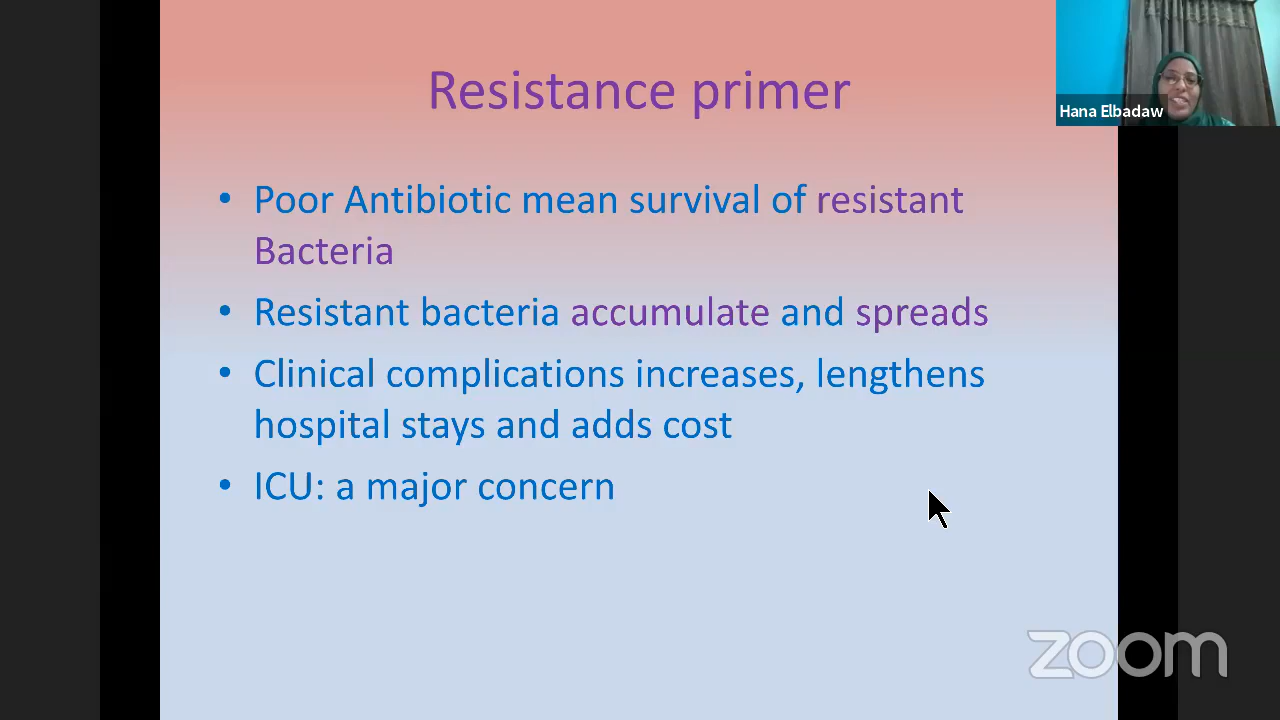 Resistance primer
Hana Elbadaw
• Poor Antibiotic mean survival of resistant
Bacteria
• Resistant bacteria accumulate and spreads
• Clinical complications increases, lengthens
hospital stays and adds cost
• ICU: a major concern
zoom